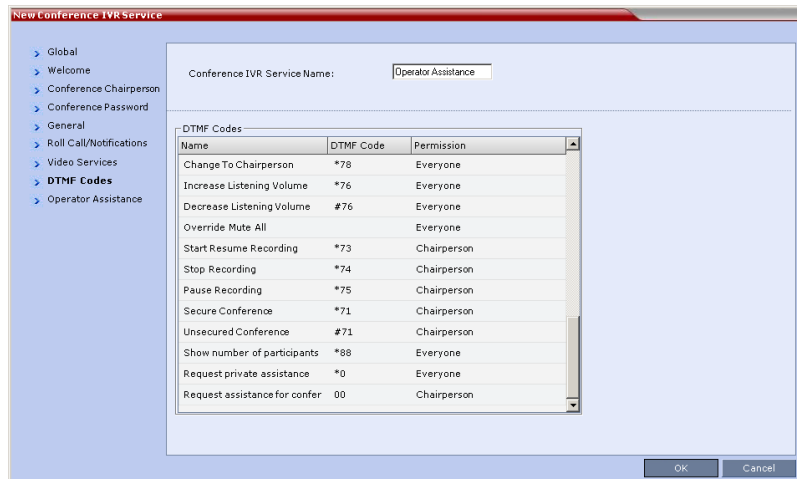 New Conference IVR Service
Global
Welcome
Conference Chairperson
Conference Password
General
Roll Call/Notifications
Video Services
DTMF Codes
Operator Assistance
Conference IVR Service Name: Operator Assistance
DTMF Codes
Name DTMF Code Permission
Change To Chairperson *78 Everyone
Increase Listening Volume *76 Everyone
Decrease Listening Volume #76 Everyone
Override Mute All Everyone
Start Resume Recording *73 Chairperson
Stop Recording *74 Chairperson
Pause Recording *75 Chairperson
Secure Conference *71 Chairperson
Unsecured Conference #71 Chairperson
Show number of participants *88 Everyone
Request private assistance *0 Everyone
Request assistance for confer 00 Chairperson
OK Cancel